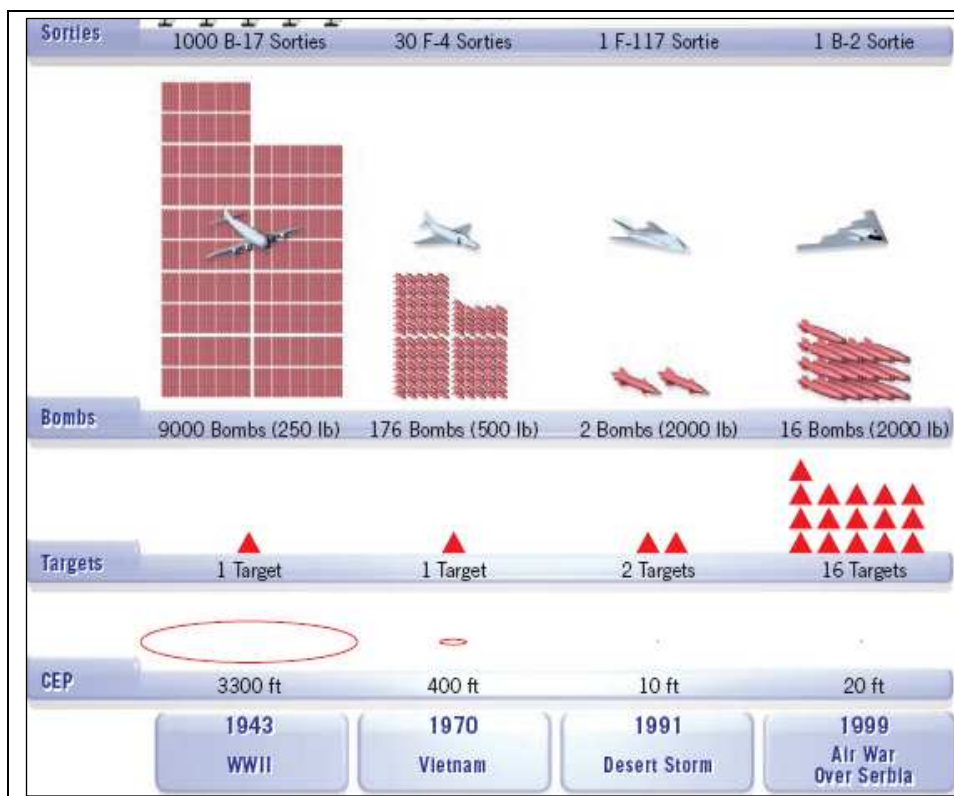 Sorties
1000 B-17 Sorties
30 F-4 Sorties
1 F-117 Sortie
1 B-2 Sortie
Bombs
9000 Bombs (250 lb)
176 Bombs (500 lb)
2 Bombs (2000 lb)
16 Bombs (2000 lb)
Targets
1 Target
1 Target
2 Targets
16 Targets
CEP
3300 ft
400 ft
10 ft
20 ft
1943
WWII
1970
Vietnam
1991
Desert Storm
1999
Air War
Over Serbia